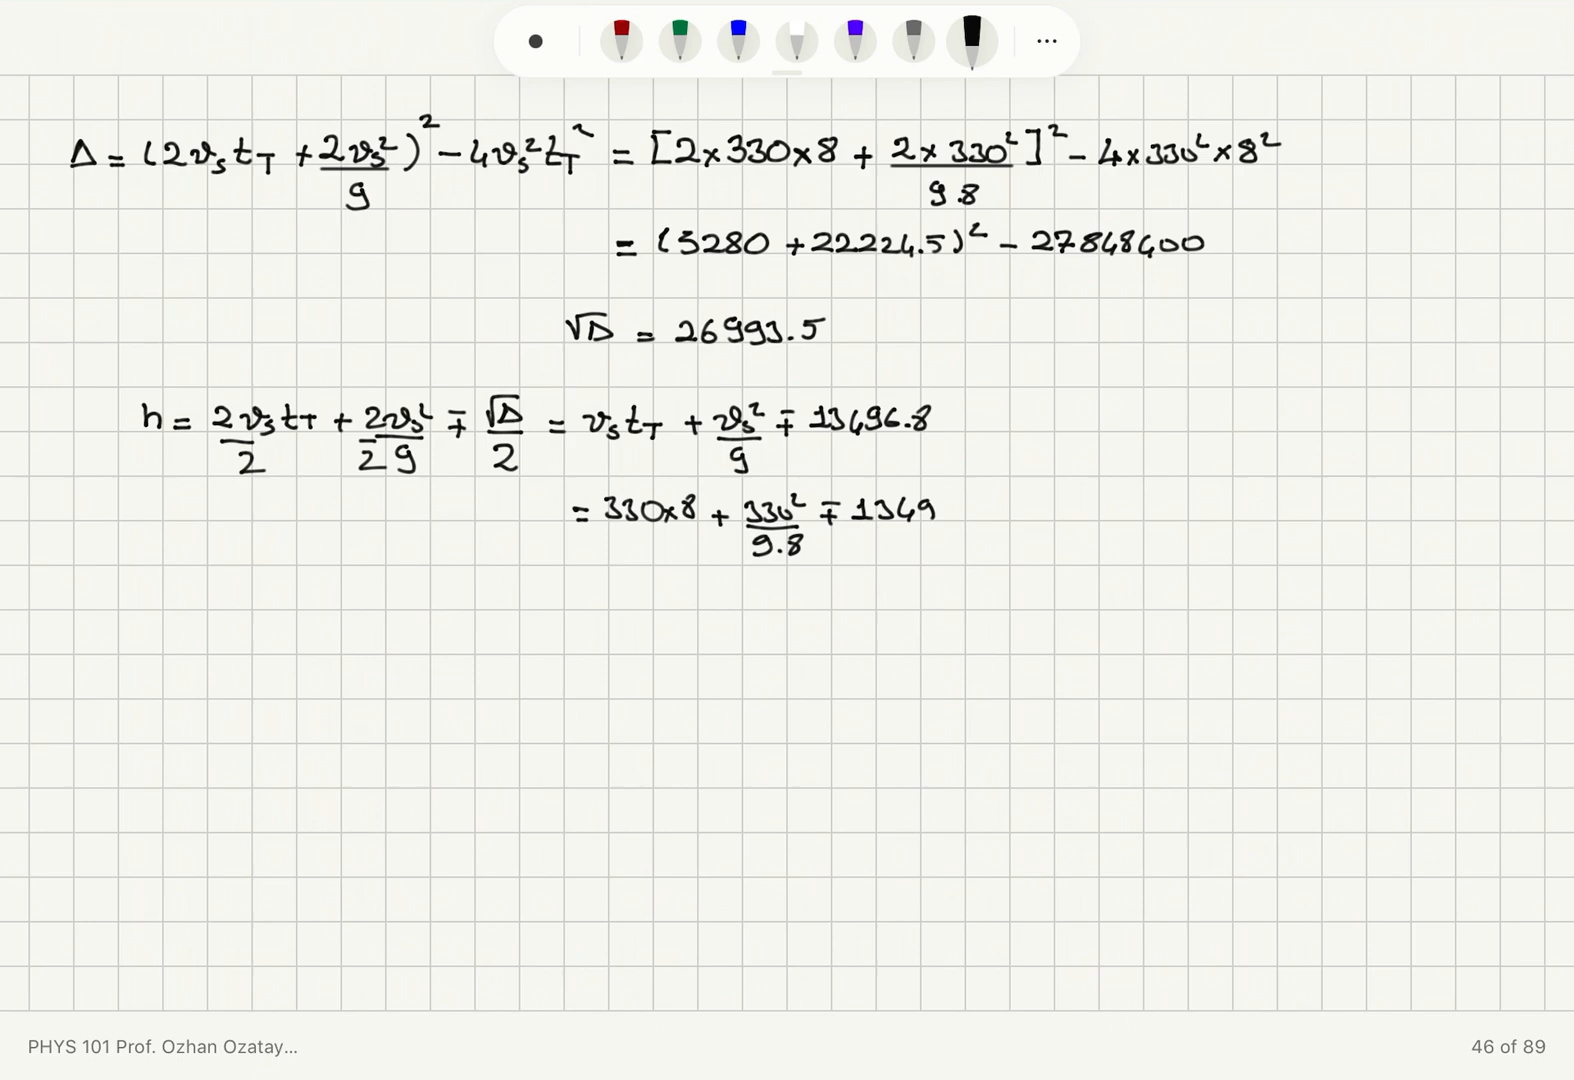 Δ = (2v_s t_T + 2v_s²/g)² - 4v_s² t_T² = [2×330×8 + 2×330²/9.8]² - 4×330²×8²
= (5280 + 22224.5)² - 27848400
√Δ = 26993.5
h = 2v_s t_T/2 + 2v_s²/2g ∓ √Δ/2 = v_s t_T + v_s²/g ∓ 13496.8
= 330×8 + 330²/9.8 ∓ 1349
PHYS 101 Prof. Ozhan Ozatay...
46 of 89